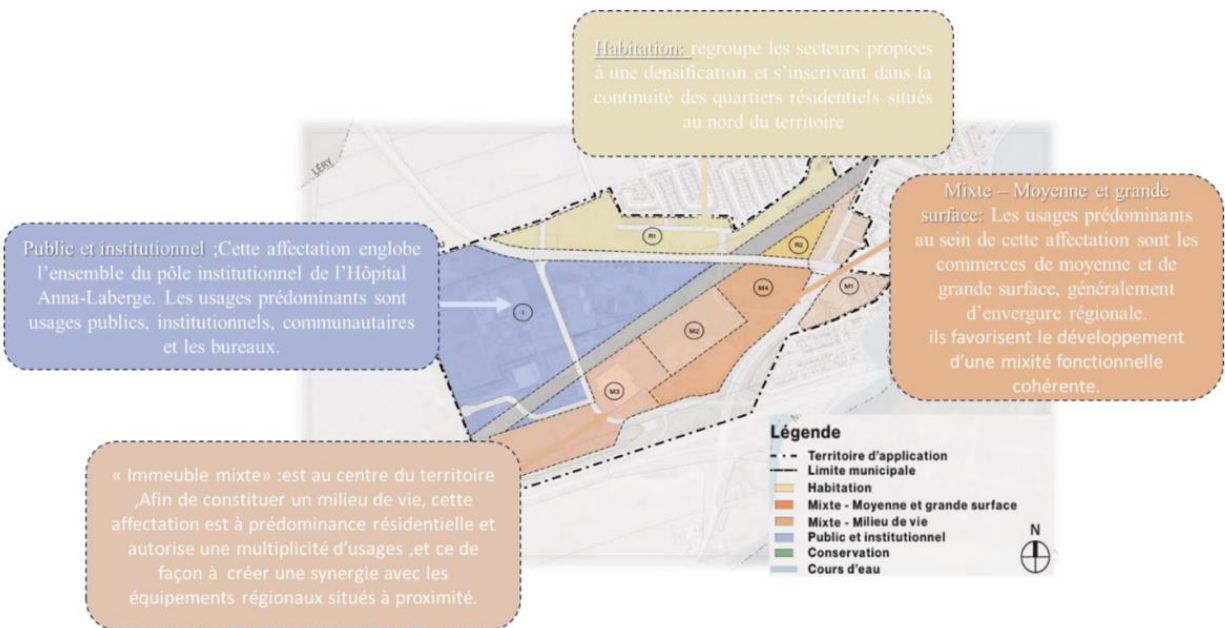 Habitation: regroupe les secteurs propices
à une densification et s'inscrivant dans la
continuité des quartiers résidentiels situés
au nord du territoire
LÉRY
Mixte – Moyenne et grande
surface: Les usages prédominants
au sein de cette affectation sont les
commerces de moyenne et de
grande surface, généralement
d'envergure régionale.
ils favorisent le développement
d'une mixité fonctionnelle
cohérente.
Public et institutionnel ;Cette affectation englobe
l'ensemble du pôle institutionnel de l'Hôpital
Anna-Laberge. Les usages prédominants sont
usages publics, institutionnels, communautaires
et les bureaux.
R1
R2
M4
M1
I
M2
M3
« Immeuble mixte» :est au centre du territoire
,Afin de constituer un milieu de vie, cette
affectation est à prédominance résidentielle et
autorise une multiplicité d'usages ,et ce de
façon à créer une synergie avec les
équipements régionaux situés à proximité.
Légende
Territoire d'application
Limite municipale
Habitation
Mixte - Moyenne et grande surface
Mixte - Milieu de vie
Public et institutionnel
Conservation
Cours d'eau
N